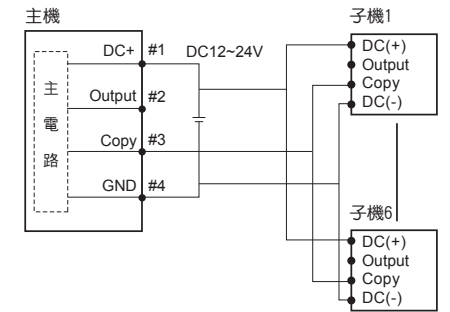 主機
DC+ #1 DC12~24V
Output #2
Copy #3
GND #4
主電路
子機1
DC(+)
Output
Copy
DC(-)
子機6
DC(+)
Output
Copy
DC(-)